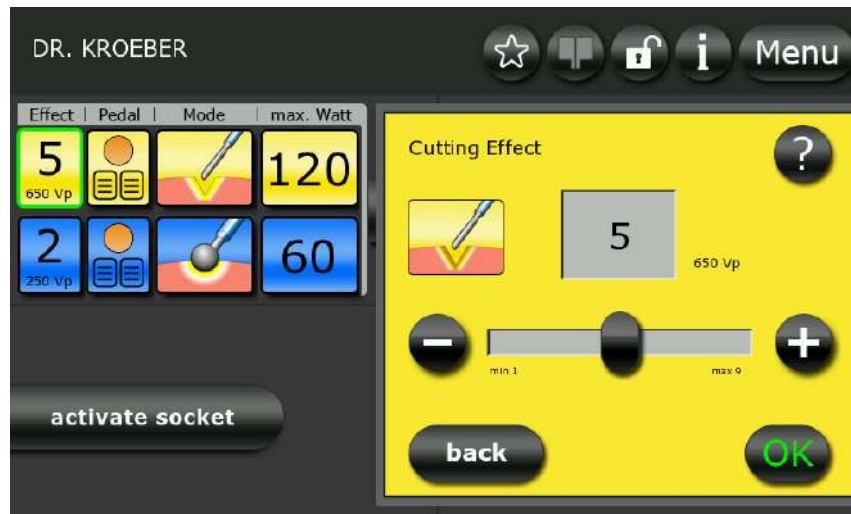 DR. KROEBER
i Menu
Effect | Pedal | Mode | max. Watt
5
650 Vp
120
2
250 Vp
60
activate socket
Cutting Effect
?
5
650 Vp
- +
min 1 max 9
back OK